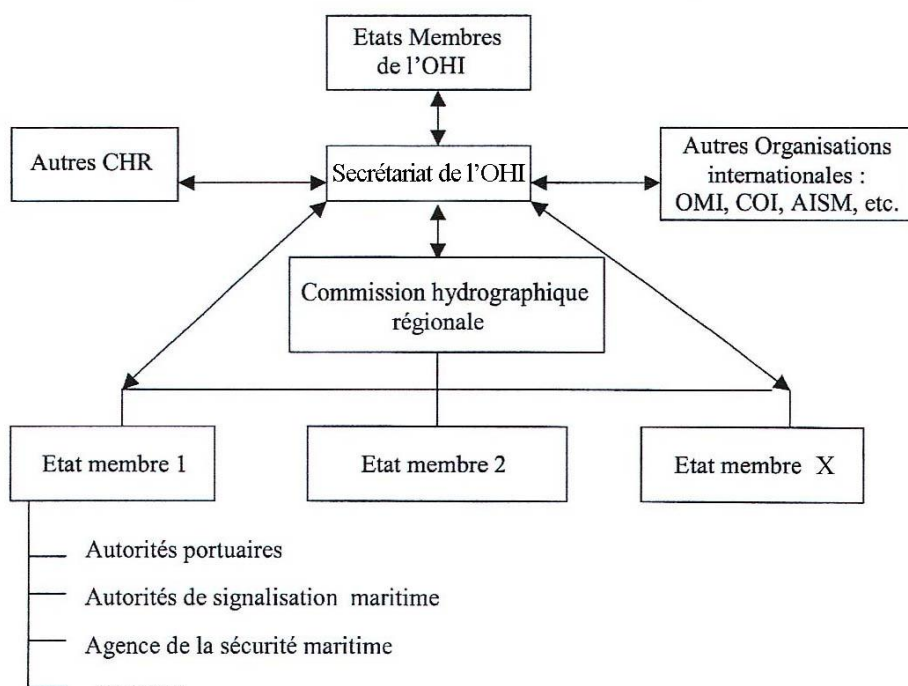 Etats Membres
de l'OHI
Autres CHR
Secrétariat de l'OHI
Autres Organisations
internationales :
OMI, COI, AISM, etc.
Commission hydrographique
régionale
Etat membre 1
Etat membre 2
Etat membre X
Autorités portuaires
Autorités de signalisation maritime
Agence de la sécurité maritime